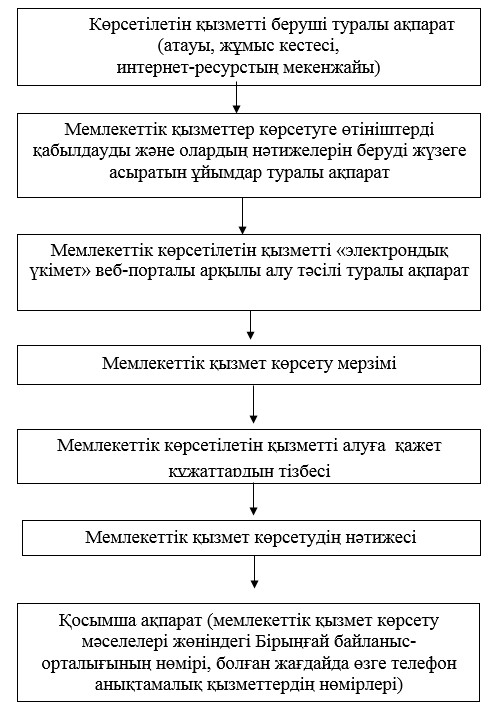 Көрсетілетін қызметті беруші туралы ақпарат
(атауы, жұмыс кестесі,
интернет-ресурстың мекенжайы)
Мемлекеттік қызметтер көрсетуге өтініштерді
қабылдауды және олардың нәтижелерін беруді жүзеге
асыратын ұйымдар туралы ақпарат
Мемлекеттік көрсетілетін қызметті «электрондық
үкімет» веб-порталы арқылы алу тәсілі туралы ақпарат
Мемлекеттік қызмет көрсету мерзімі
Мемлекеттік көрсетілетін қызметті алуға қажет
құжаттардың тізбесі
Мемлекеттік қызмет көрсетудің нәтижесі
Қосымша ақпарат (мемлекеттік қызмет көрсету
мәселелері жөніндегі Бірыңғай байланыс-
орталығының нөмірі, болған жағдайда өзге телефон
анықтамалық қызметтердің нөмірлері)